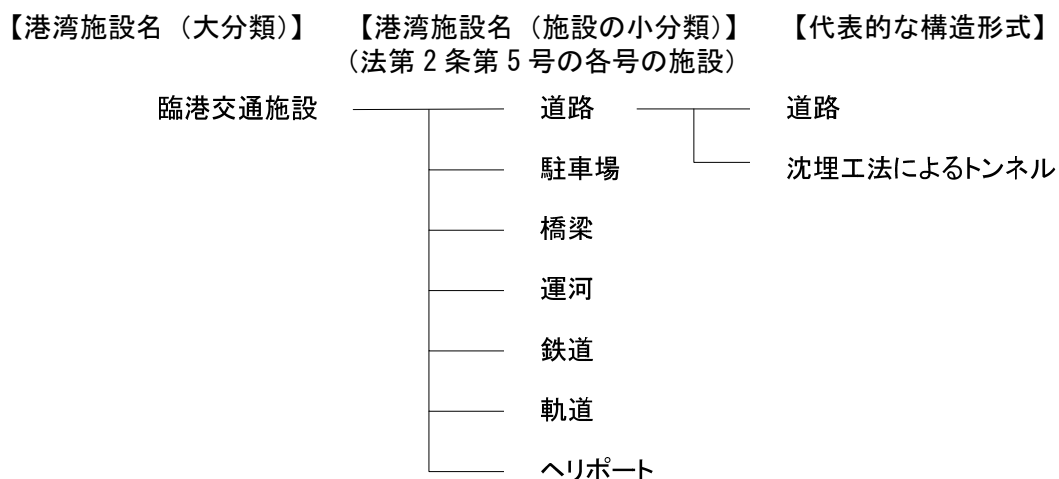 【港湾施設名（大分類）】 【港湾施設名（施設の小分類）】 【代表的な構造形式】
（法第２条第５号の各号の施設）
臨港交通施設 道路 道路
駐車場 沈埋工法によるトンネル
橋梁
運河
鉄道
軌道
ヘリポート